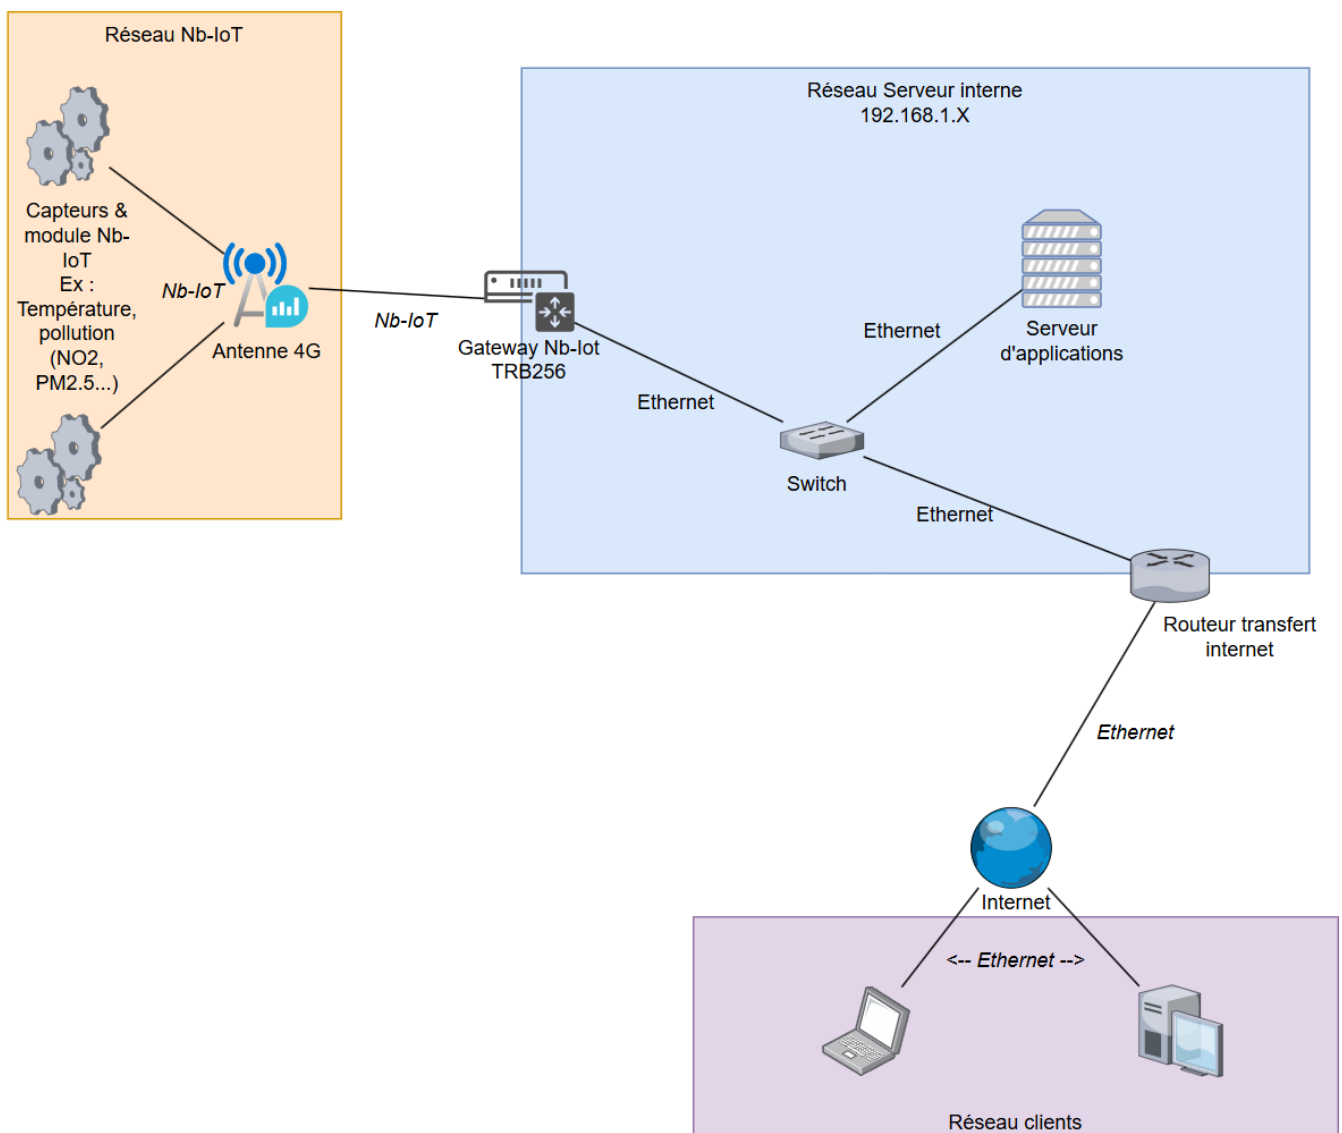 Réseau Nb-IoT
Capteurs &
module Nb-
IoT
Ex :
Température,
pollution
(NO2,
PM2.5...)
Nb-IoT
Antenne 4G
Nb-IoT
Réseau Serveur interne
192.168.1.X
Gateway Nb-Iot
TRB256
Ethernet
Ethernet
Serveur
d'applications
Switch
Ethernet
Routeur transfert
internet
Ethernet
Internet
<-- Ethernet -->
Réseau clients